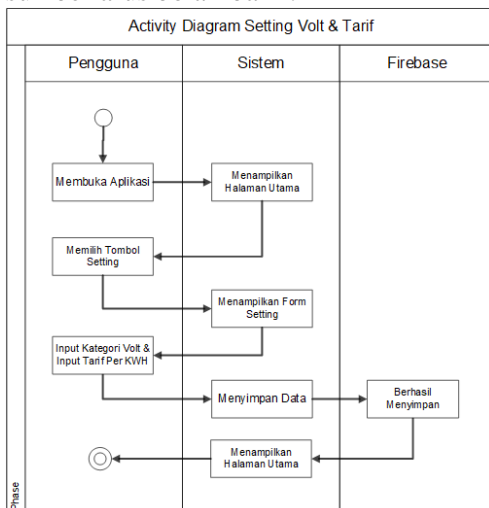 Activity Diagram Setting Volt & Tarif
Pengguna
Sistem
Firebase
Membuka Aplikasi
Menampilkan
Halaman Utama
Memilih Tombol
Setting
Menampilkan Form
Setting
Input Kategori Volt &
Input Tarif Per KWH
Menyimpan Data
Berhasil
Menyimpan
Menampilkan
Halaman Utama
Phase